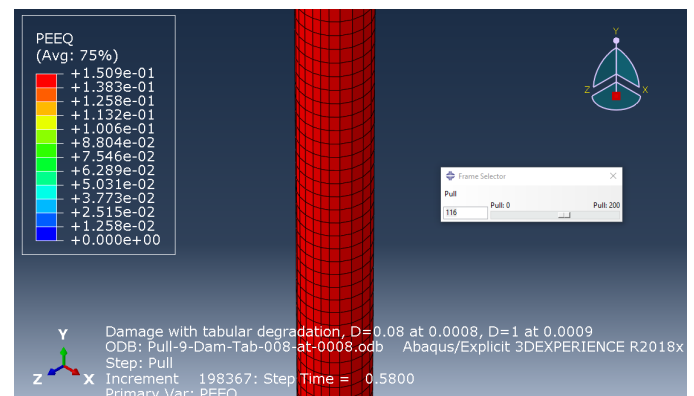 PEEQ
(Avg: 75%)
+1.509e-01
+1.383e-01
+1.258e-01
+1.132e-01
+1.006e-01
+8.804e-02
+7.546e-02
+6.289e-02
+5.031e-02
+3.773e-02
+2.515e-02
+1.258e-02
+0.000e+00
Y
Z X
Frame Selector
Pull
116 Pull: 0 Pull: 200
Y
Z X
Damage with tabular degradation, D=0.08 at 0.0008, D=1 at 0.0009
ODB: Pull-9-Dam-Tab-008-at-0008.odb Abaqus/Explicit 3DEXPERIENCE R2018x
Step: Pull
Increment 198367: Step Time = 0.5800
Primary Var: PEEQ